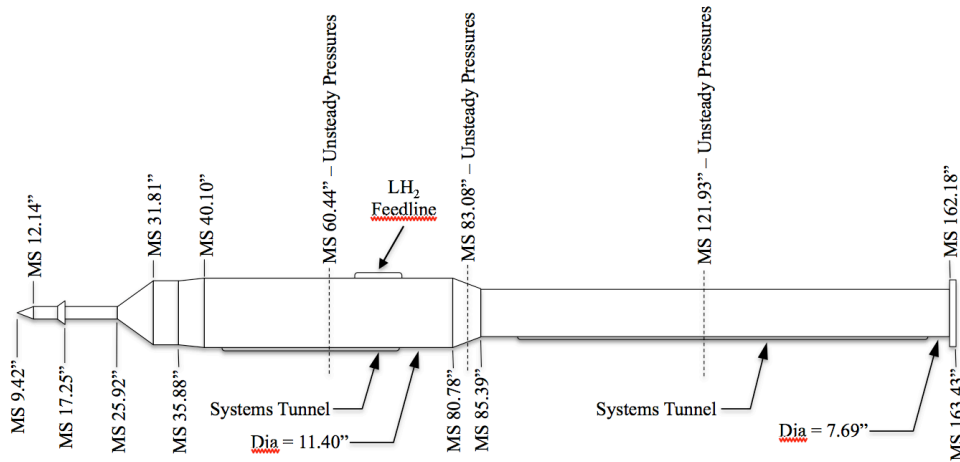 MS 60.44” – Unsteady Pressures
MS 83.08” – Unsteady Pressures
MS 121.93” – Unsteady Pressures
MS 12.14”
MS 31.81”
MS 40.10”
LH2
Feedline
MS 162.18”
MS 9.42”
MS 17.25”
MS 25.92”
MS 35.88”
Systems Tunnel
Dia = 11.40”
MS 80.78”
MS 85.39”
Systems Tunnel
Dia = 7.69”
MS 163.43”